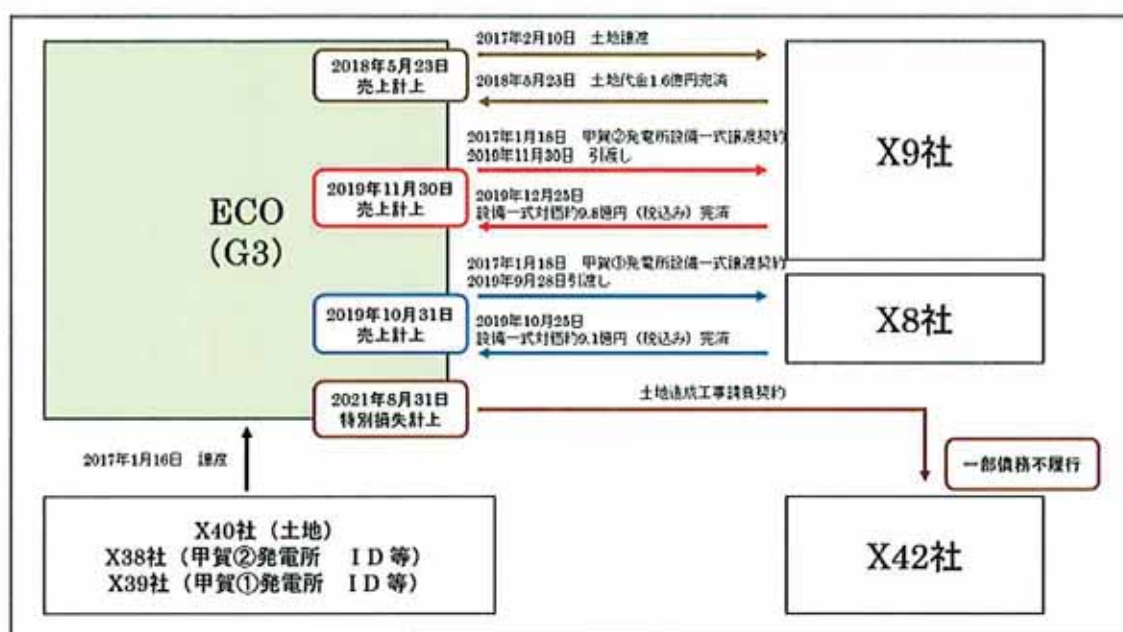 2017年2月10日　土地譲渡
2018年5月23日
売上計上
2018年5月23日　土地代金1.6億円完済
X9社
2017年1月18日　甲賀②発電所設備一式譲渡契約
2019年11月30日　引渡し
ECO
(G3)
2019年11月30日
売上計上
2019年12月25日
設備一式対価約9.8億円（税込み）完済
2017年1月18日　甲賀①発電所設備一式譲渡契約
2019年9月28日引渡し
X8社
2019年10月31日
売上計上
2019年10月25日
設備一式対価約9.1億円（税込み）完済
2021年8月31日
特別損失計上
土地造成工事請負契約
2017年1月16日　譲渡
一部債務不履行
X40社（土地）
X38社（甲賀②発電所　ＩＤ等）
X39社（甲賀①発電所　ＩＤ等）
X42社